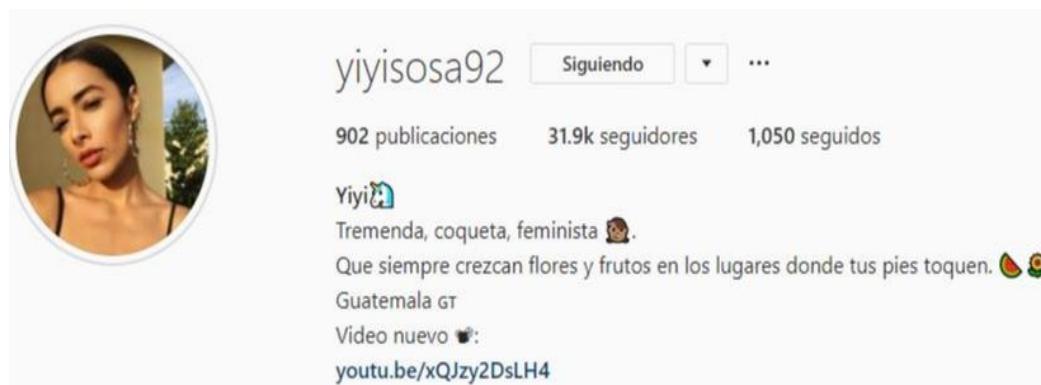 yiyisosa92 Siguiendo ▼ ...
902 publicaciones 31.9k seguidores 1,050 seguidos
Yiyi🦄
Tremenda, coqueta, feminista 👩🏽.
Que siempre crezcan flores y frutos en los lugares donde tus pies toquen. 🍉🌻
Guatemala GT
Video nuevo 📽:
youtu.be/xQJzy2DsLH4